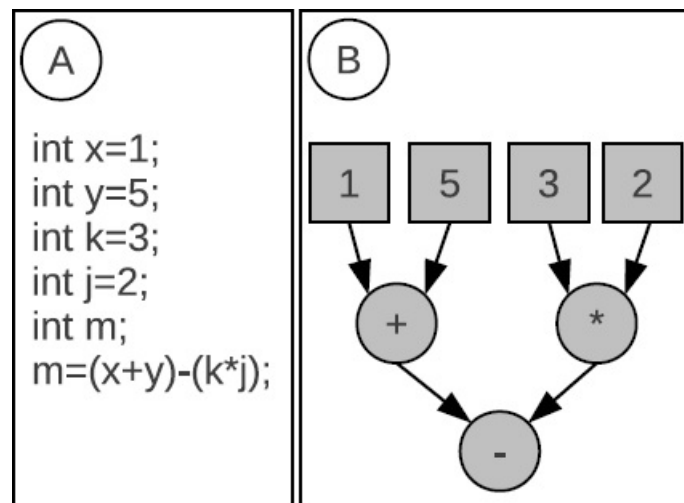 A
int x=1;
int y=5;
int k=3;
int j=2;
int m;
m=(x+y)-(k*j);
B
1 5 3 2
+ *
-